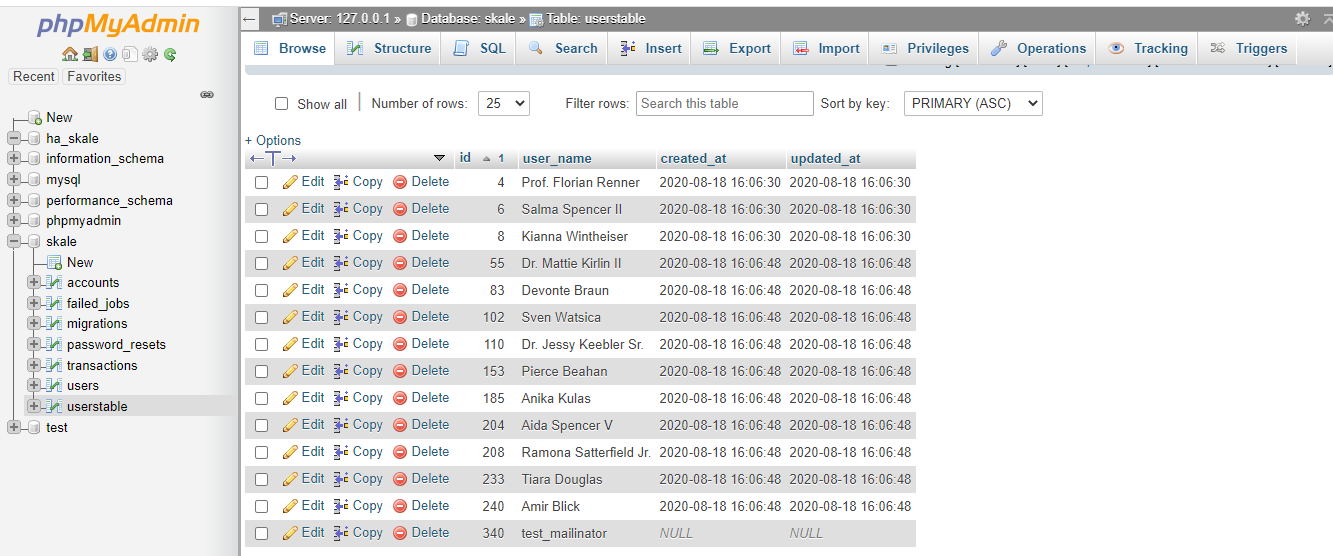 phpMyAdmin
Recent Favorites
New
ha_skale
information_schema
mysql
performance_schema
phpmyadmin
skale
New
accounts
failed_jobs
migrations
password_resets
transactions
users
userstable
test
Server: 127.0.0.1 » Database: skale » Table: userstable
Browse Structure SQL Search Insert Export Import Privileges Operations Tracking Triggers
Show all Number of rows: 25 Filter rows: Search this table Sort by key: PRIMARY (ASC)
+ Options
id 1 user_name created_at updated_at
Edit Copy Delete 4 Prof. Florian Renner 2020-08-18 16:06:30 2020-08-18 16:06:30
Edit Copy Delete 6 Salma Spencer II 2020-08-18 16:06:30 2020-08-18 16:06:30
Edit Copy Delete 8 Kianna Wintheiser 2020-08-18 16:06:30 2020-08-18 16:06:30
Edit Copy Delete 55 Dr. Mattie Kirlin II 2020-08-18 16:06:48 2020-08-18 16:06:48
Edit Copy Delete 83 Devonte Braun 2020-08-18 16:06:48 2020-08-18 16:06:48
Edit Copy Delete 102 Sven Watsica 2020-08-18 16:06:48 2020-08-18 16:06:48
Edit Copy Delete 110 Dr. Jessy Keebler Sr. 2020-08-18 16:06:48 2020-08-18 16:06:48
Edit Copy Delete 153 Pierce Beahan 2020-08-18 16:06:48 2020-08-18 16:06:48
Edit Copy Delete 185 Anika Kulas 2020-08-18 16:06:48 2020-08-18 16:06:48
Edit Copy Delete 204 Aida Spencer V 2020-08-18 16:06:48 2020-08-18 16:06:48
Edit Copy Delete 208 Ramona Satterfield Jr. 2020-08-18 16:06:48 2020-08-18 16:06:48
Edit Copy Delete 233 Tiara Douglas 2020-08-18 16:06:48 2020-08-18 16:06:48
Edit Copy Delete 240 Amir Blick 2020-08-18 16:06:48 2020-08-18 16:06:48
Edit Copy Delete 340 test_mailinator NULL NULL